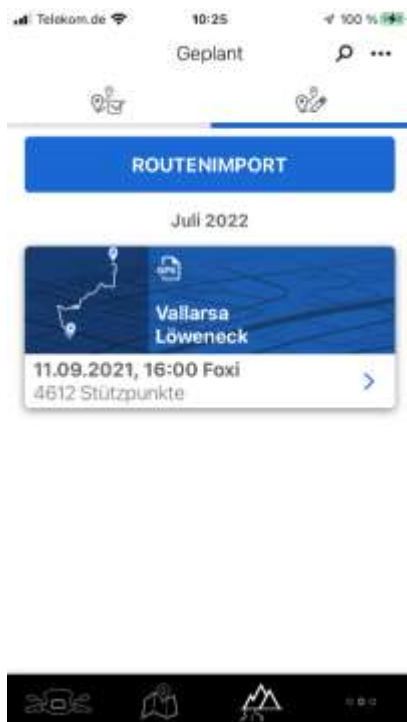 Telekom.de 10:25 100 %
Geplant
ROUTENIMPORT
Juli 2022
GPX
Vallarsa
Löweneck
11.09.2021, 16:00 Foxi
4612 Stützpunkte